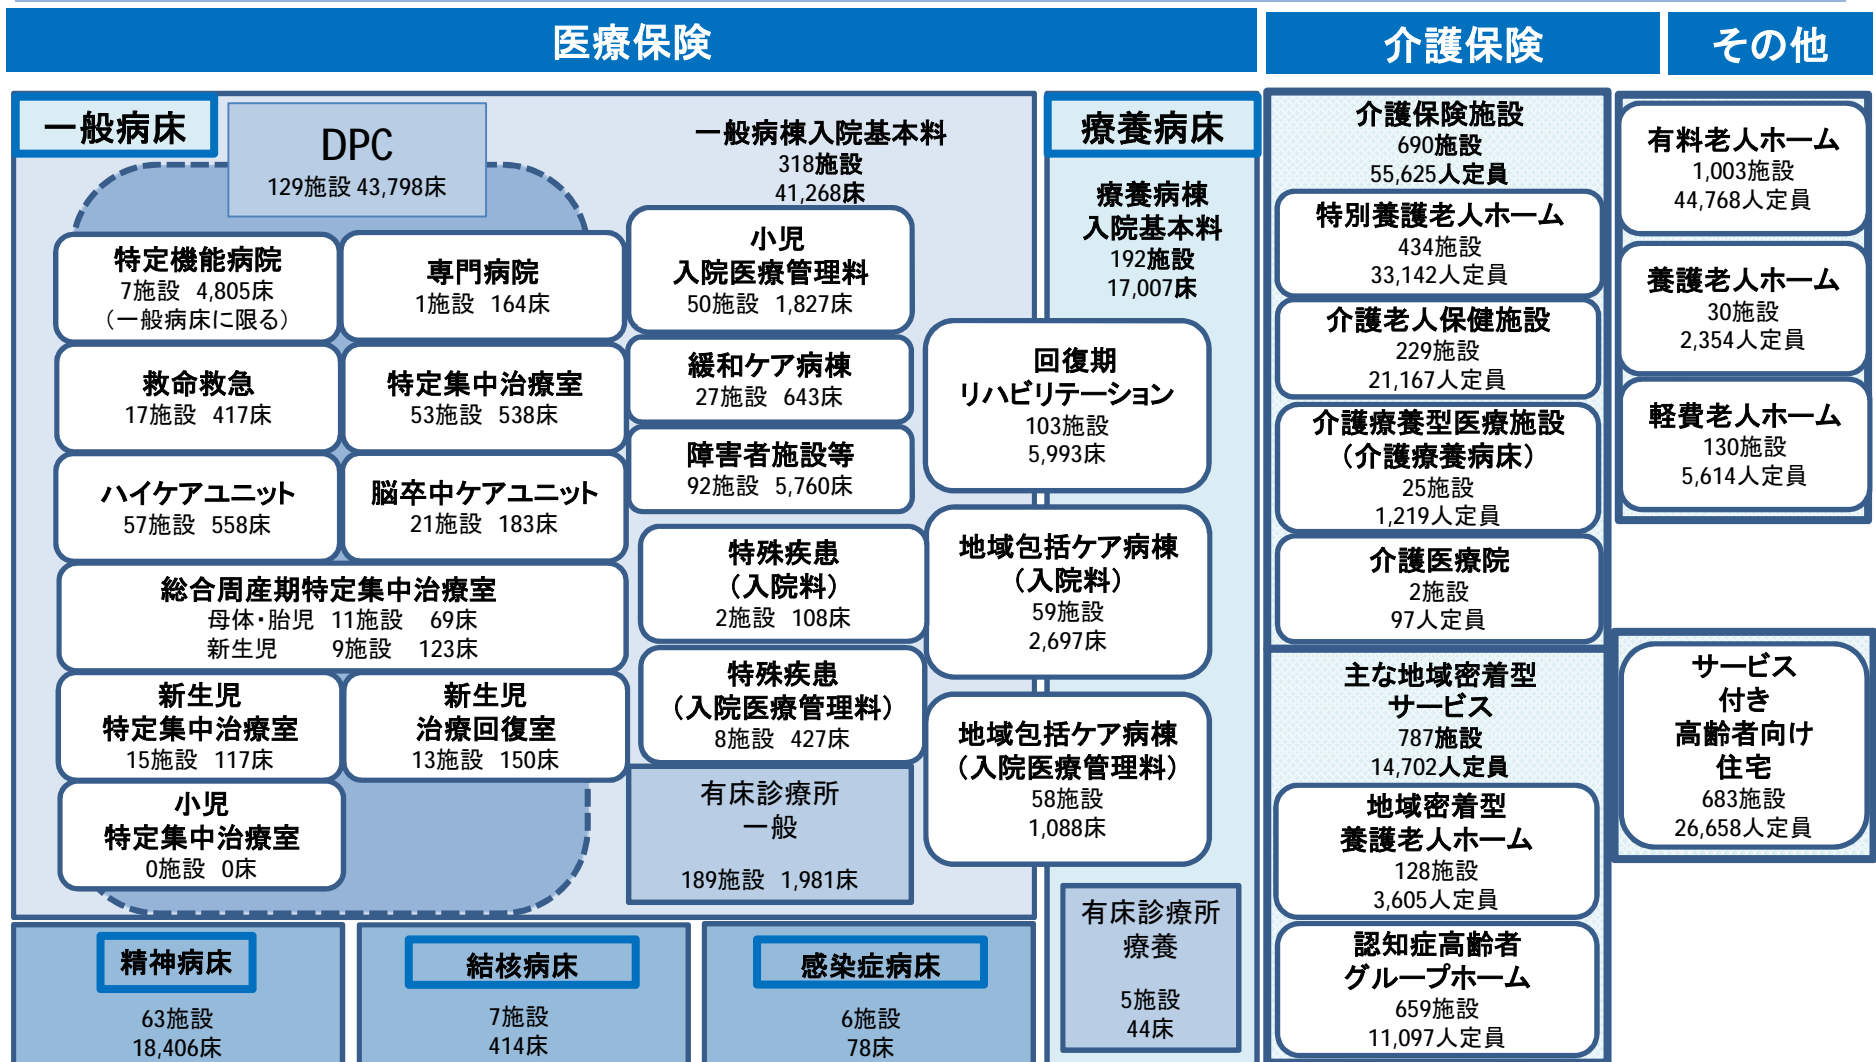 医療保険
介護保険
その他
一般病床
DPC
129施設 43,798床
一般病棟入院基本料
318施設
41,268床
特定機能病院
7施設 4,805床
（一般病床に限る）
専門病院
1施設 164床
小児
入院医療管理料
50施設 1,827床
救命救急
17施設 417床
特定集中治療室
53施設 538床
緩和ケア病棟
27施設 643床
ハイケアユニット
57施設 558床
脳卒中ケアユニット
21施設 183床
障害者施設等
92施設 5,760床
総合周産期特定集中治療室
母体・胎児 11施設 69床
新生児 9施設 123床
特殊疾患
（入院料）
2施設 108床
新生児
特定集中治療室
15施設 117床
新生児
治療回復室
13施設 150床
特殊疾患
（入院医療管理料）
8施設 427床
小児
特定集中治療室
0施設 0床
有床診療所
一般
189施設 1,981床
療養病床
療養病棟
入院基本料
192施設
17,007床
回復期
リハビリテーション
103施設
5,993床
地域包括ケア病棟
（入院料）
59施設
2,697床
地域包括ケア病棟
（入院医療管理料）
58施設
1,088床
有床診療所
療養
5施設
44床
精神病床
63施設
18,406床
結核病床
7施設
414床
感染症病床
6施設
78床
介護保険施設
690施設
55,625人定員
特別養護老人ホーム
434施設
33,142人定員
介護老人保健施設
229施設
21,167人定員
介護療養型医療施設
（介護療養病床）
25施設
1,219人定員
介護医療院
2施設
97人定員
主な地域密着型
サービス
787施設
14,702人定員
地域密着型
養護老人ホーム
128施設
3,605人定員
認知症高齢者
グループホーム
659施設
11,097人定員
有料老人ホーム
1,003施設
44,768人定員
養護老人ホーム
30施設
2,354人定員
軽費老人ホーム
130施設
5,614人定員
サービス
付き
高齢者向け
住宅
683施設
26,658人定員